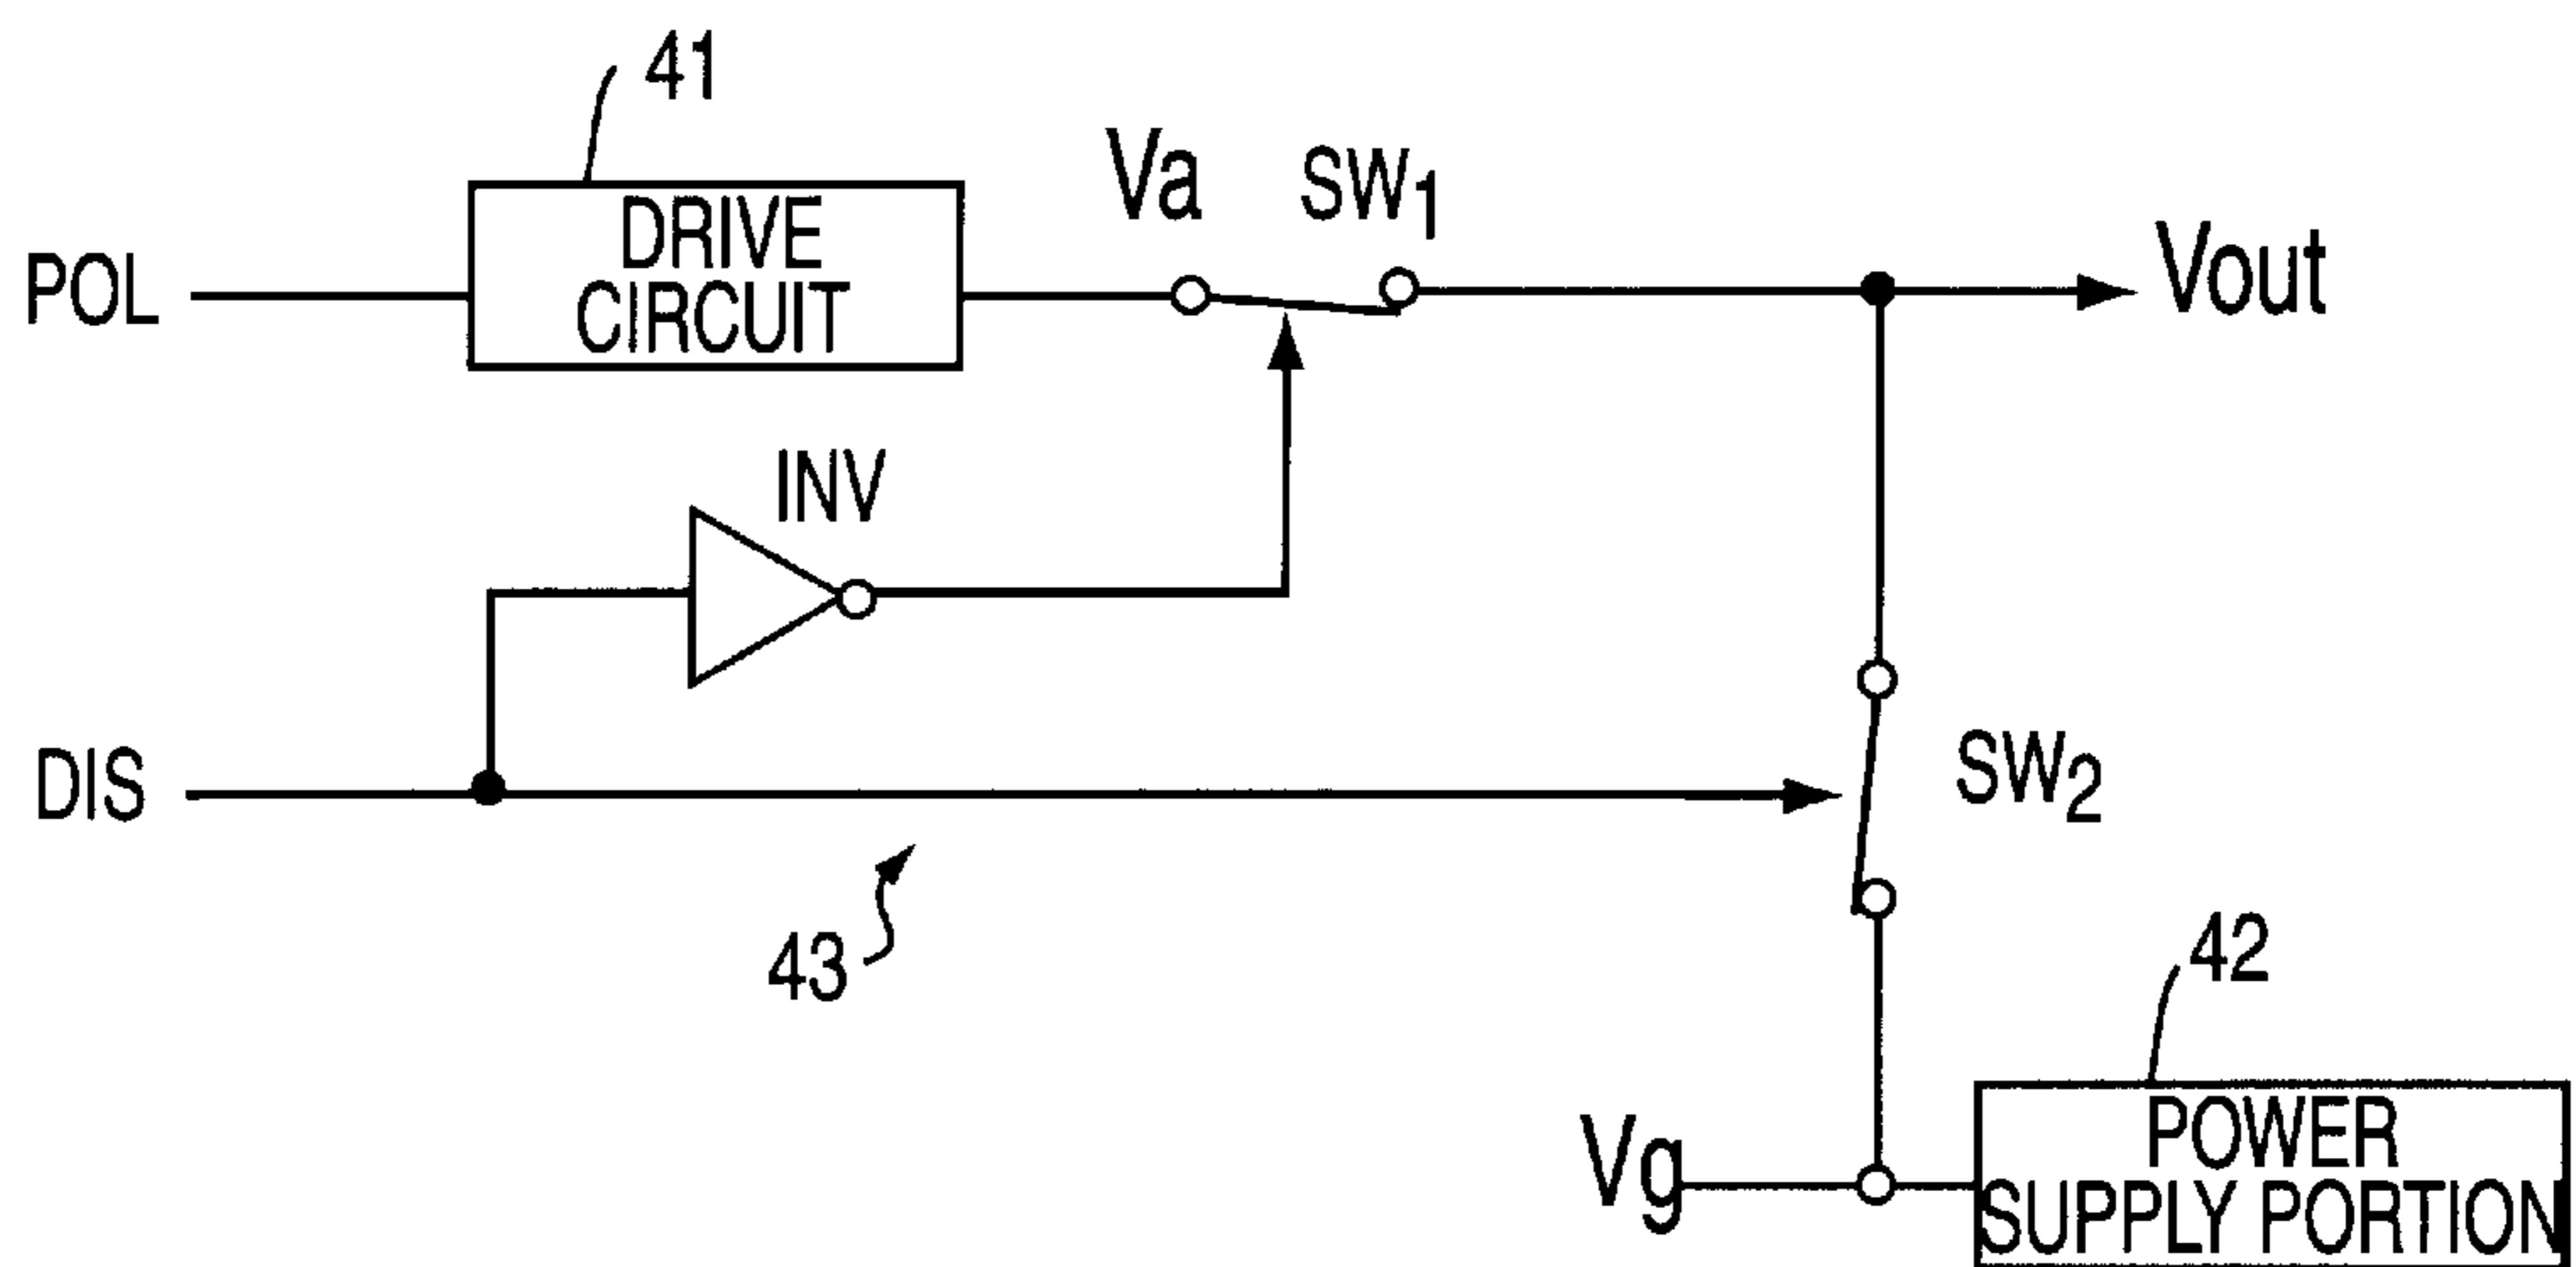 41
DRIVE
CIRCUIT
POL
Va
SW1
Vout
INV
DIS
SW2
43
42
Vg
POWER
SUPPLY PORTION